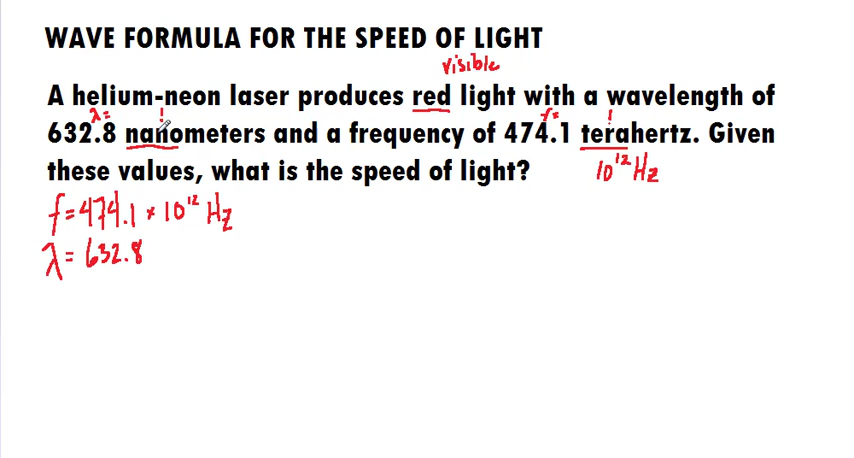 WAVE FORMULA FOR THE SPEED OF LIGHT
visible
A helium-neon laser produces red light with a wavelength of
λ= ! f= !
632.8 nanometers and a frequency of 474.1 terahertz. Given
these values, what is the speed of light? 10¹² Hz
f = 474.1 × 10¹² Hz
λ = 632.8